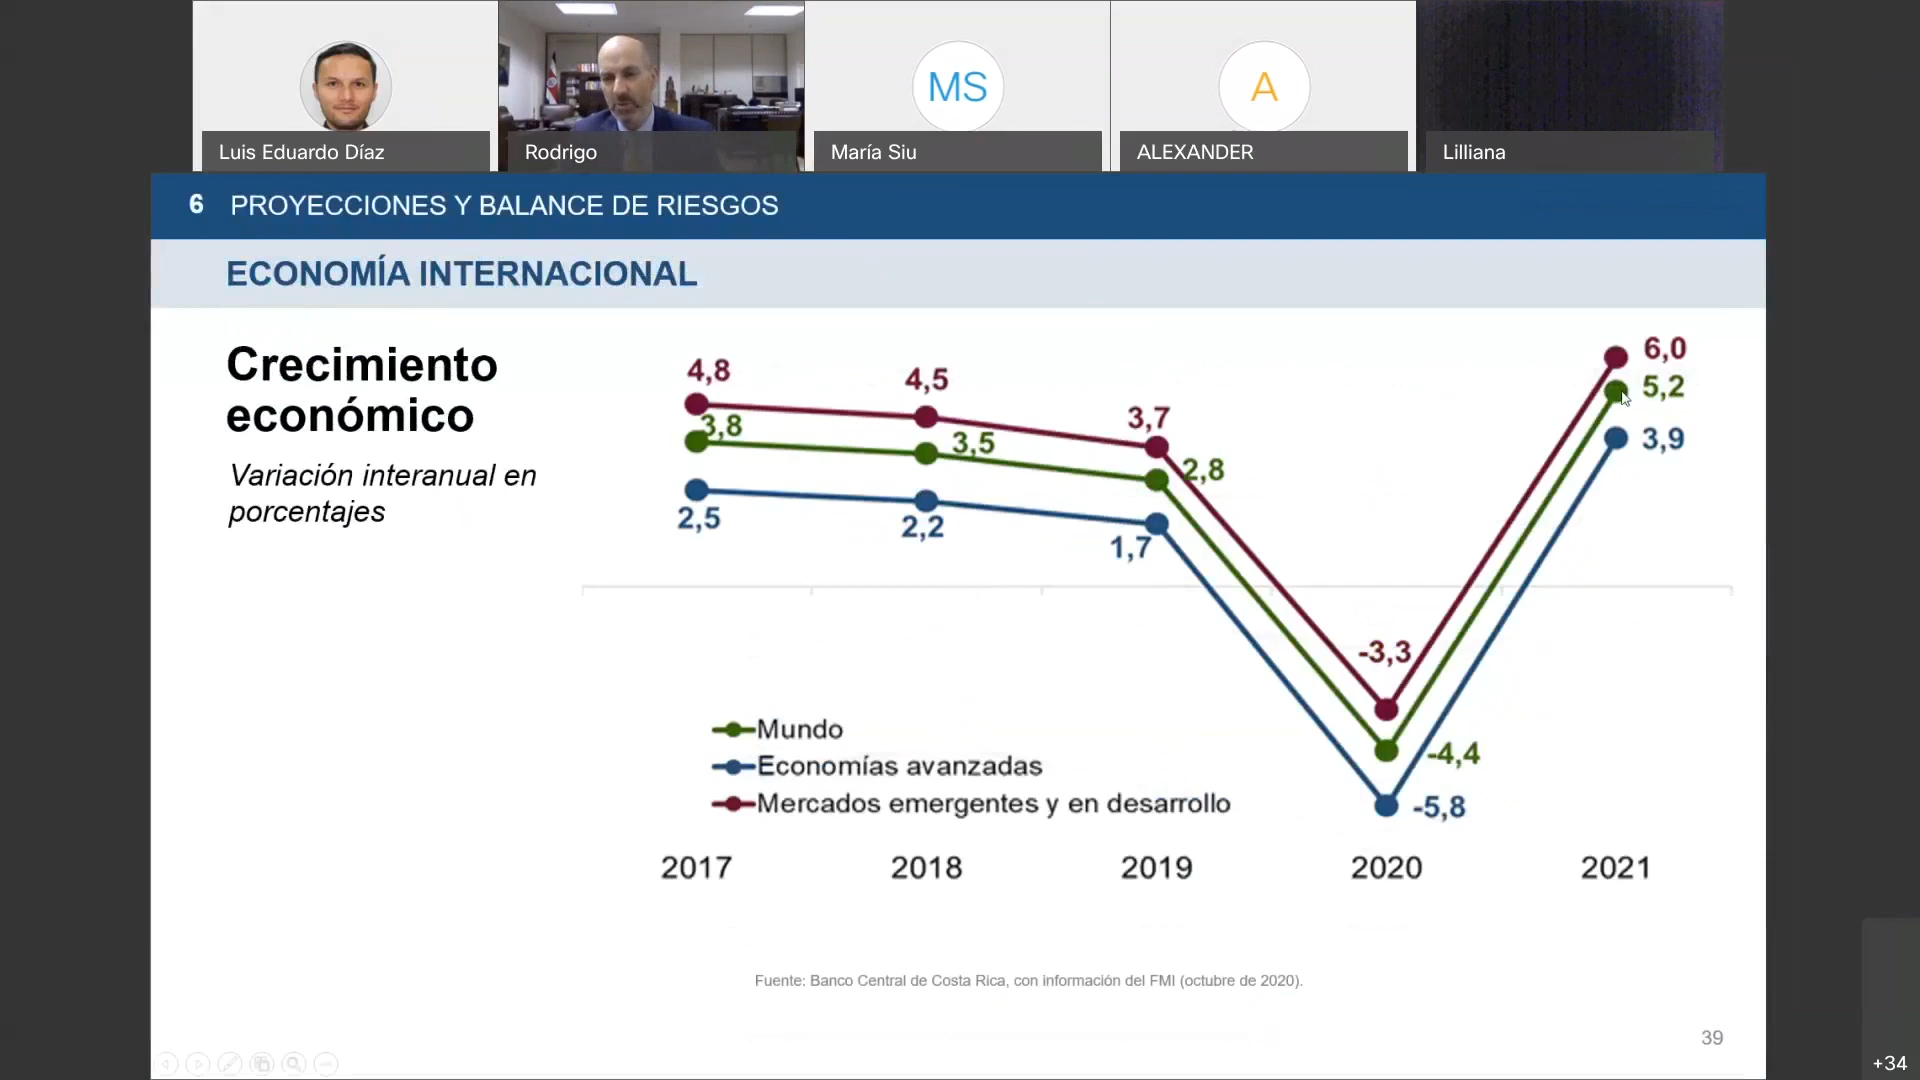 Luis Eduardo Díaz
Rodrigo
MS
María Siu
A
ALEXANDER
Lilliana
6 PROYECCIONES Y BALANCE DE RIESGOS
ECONOMÍA INTERNACIONAL
Crecimiento
económico
Variación interanual en
porcentajes
4,8
4,5
3,7
6,0
3,8
3,5
2,8
5,2
2,5
2,2
1,7
3,9
-3,3
-4,4
-5,8
Mundo
Economías avanzadas
Mercados emergentes y en desarrollo
2017 2018 2019 2020 2021
Fuente: Banco Central de Costa Rica, con información del FMI (octubre de 2020).
39
+34